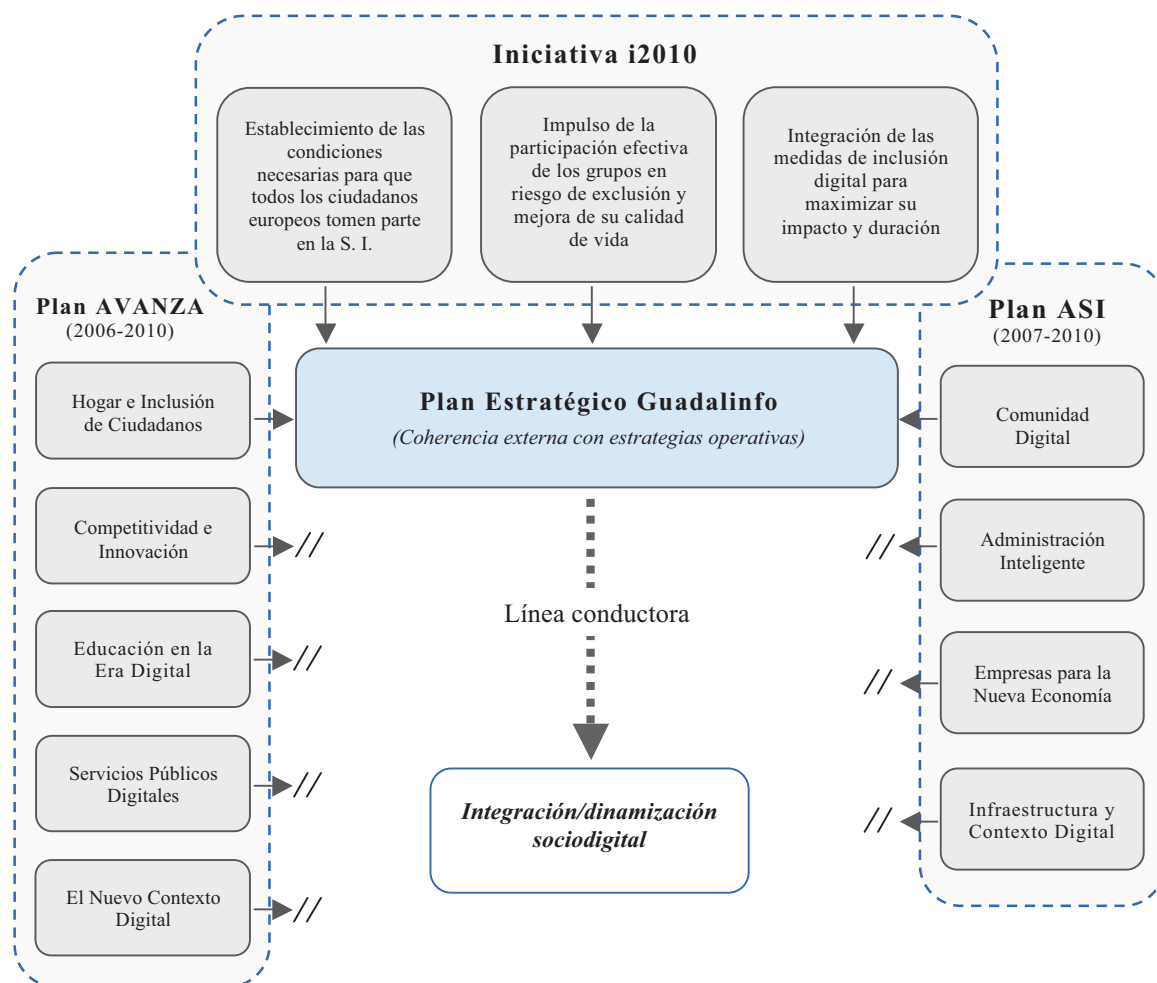 Iniciativa i2010
Establecimiento de las
condiciones
necesarias para que
todos los ciudadanos
europeos tomen parte
en la S. I.
Impulso de la
participación efectiva
de los grupos en
riesgo de exclusión y
mejora de su calidad
de vida
Integración de las
medidas de inclusión
digital para
maximizar su
impacto y duración
Plan AVANZA
(2006-2010)
Hogar e Inclusión
de Ciudadanos
Competitividad e
Innovación
Educación en la
Era Digital
Servicios Públicos
Digitales
El Nuevo Contexto
Digital
Plan Estratégico Guadalinfo
(Coherencia externa con estrategias operativas)
Línea conductora
Integración/dinamización
sociodigital
Plan ASI
(2007-2010)
Comunidad
Digital
Administración
Inteligente
Empresas para la
Nueva Economía
Infraestructura y
Contexto Digital